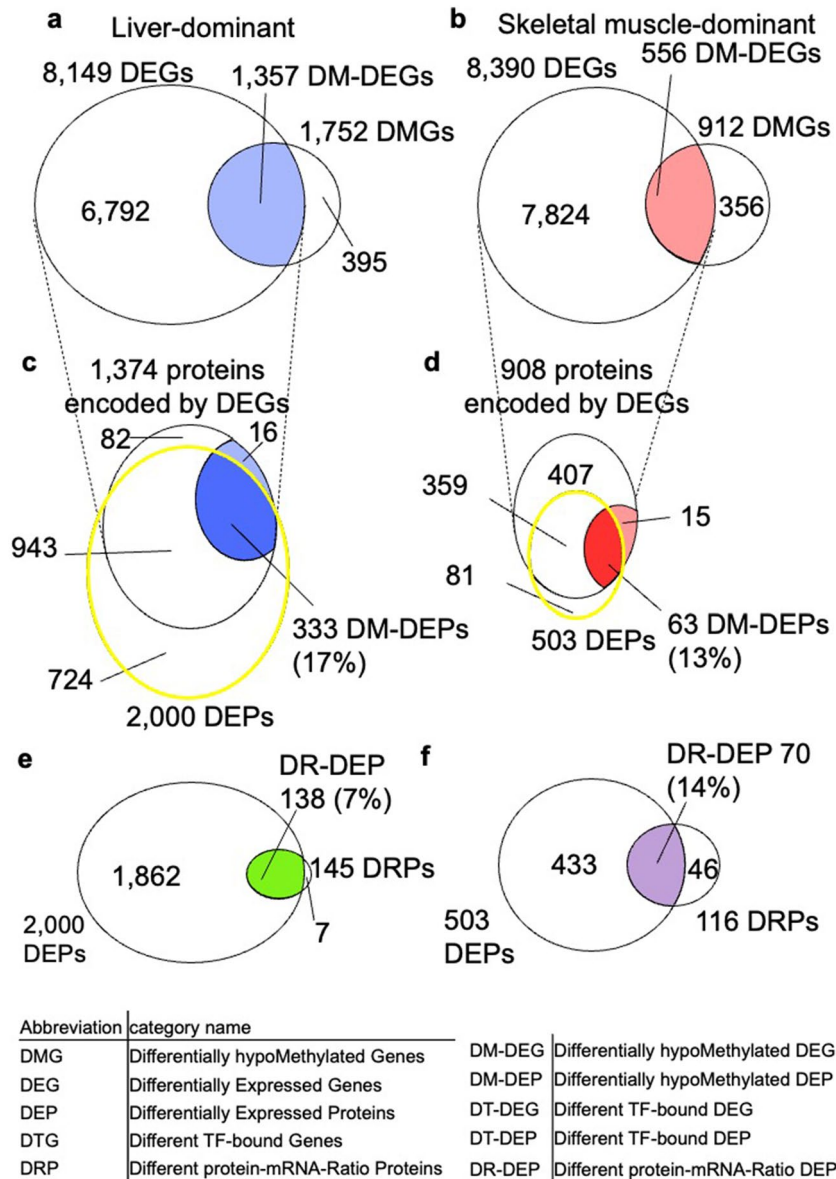 a
Liver-dominant
8,149 DEGs
1,357 DM-DEGs
1,752 DMGs
6,792
395
b
Skeletal muscle-dominant
556 DM-DEGs
8,390 DEGs
912 DMGs
7,824
356
c
1,374 proteins
encoded by DEGs
82
16
943
333 DM-DEPs
(17%)
724
2,000 DEPs
d
908 proteins
encoded by DEGs
407
359
15
81
63 DM-DEPs
(13%)
503 DEPs
e
DR-DEP
138 (7%)
1,862
145 DRPs
7
2,000
DEPs
f
DR-DEP 70
(14%)
433
46
503
DEPs
116 DRPs
Abbreviation category name
DMG Differentially hypoMethylated Genes
DEG Differentially Expressed Genes
DEP Differentially Expressed Proteins
DTG Different TF-bound Genes
DRP Different protein-mRNA-Ratio Proteins
DM-DEG Differentially hypoMethylated DEG
DM-DEP Differentially hypoMethylated DEP
DT-DEG Different TF-bound DEG
DT-DEP Different TF-bound DEP
DR-DEP Different protein-mRNA-Ratio DEP